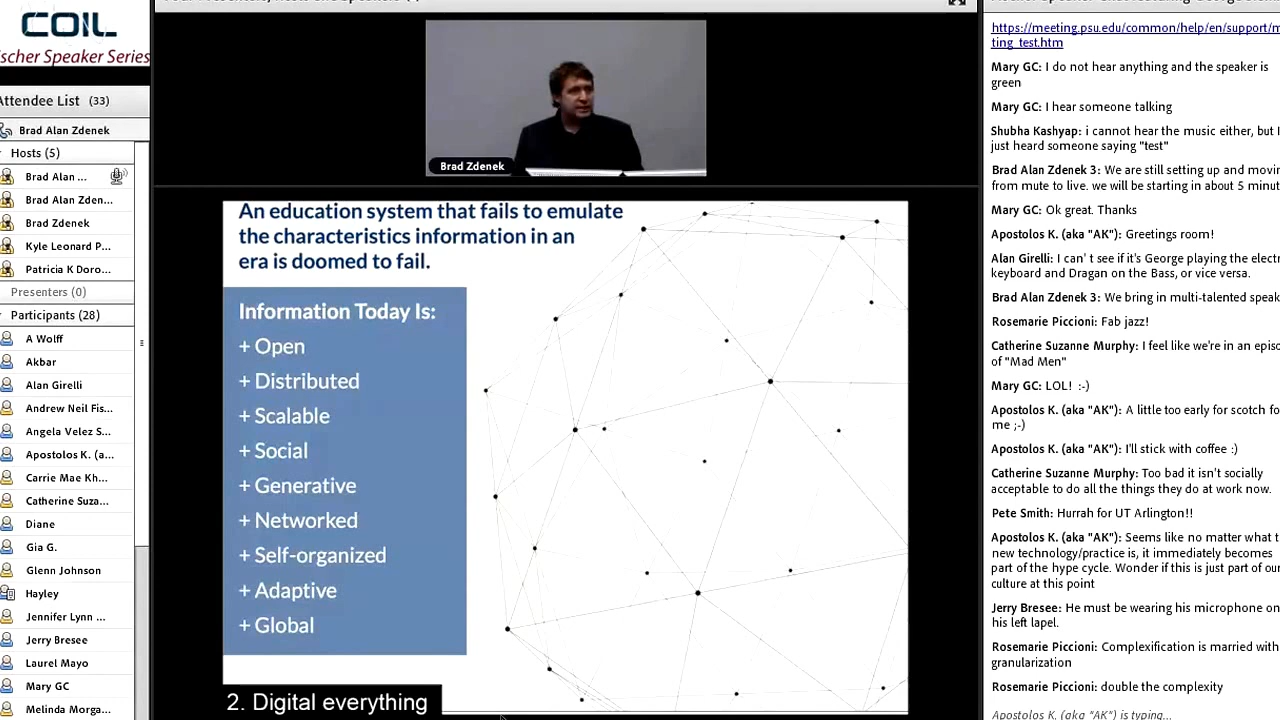 COIL
ischer Speaker Series
Attendee List (33)
Brad Alan Zdenek
Hosts (5)
Brad Alan ...
Brad Alan Zden...
Brad Zdenek
Kyle Leonard P...
Patricia K Doro...
Presenters (0)
Participants (28)
A Wolff
Akbar
Alan Girelli
Andrew Neil Fis...
Angela Velez S...
Apostolos K. (a...
Carrie Mae Kh...
Catherine Suza...
Diane
Gia G.
Glenn Johnson
Hayley
Jennifer Lynn ...
Jerry Bresee
Laurel Mayo
Mary GC
Melinda Morga...
Brad Zdenek
An education system that fails to emulate
the characteristics information in an
era is doomed to fail.
Information Today Is:
+ Open
+ Distributed
+ Scalable
+ Social
+ Generative
+ Networked
+ Self-organized
+ Adaptive
+ Global
2. Digital everything
https://meeting.psu.edu/common/help/en/support/m
ting_test.htm
Mary GC: I do not hear anything and the speaker is
green
Mary GC: I hear someone talking
Shubha Kashyap: i cannot hear the music either, but I
just heard someone saying "test"
Brad Alan Zdenek 3: We are still setting up and movin
from mute to live. we will be starting in about 5 minut
Mary GC: Ok great. Thanks
Apostolos K. (aka "AK"): Greetings room!
Alan Girelli: I can' t see if it's George playing the electr
keyboard and Dragan on the Bass, or vice versa.
Brad Alan Zdenek 3: We bring in multi-talented speak
Rosemarie Piccioni: Fab jazz!
Catherine Suzanne Murphy: I feel like we're in an episo
of "Mad Men"
Mary GC: LOL! :-)
Apostolos K. (aka "AK"): A little too early for scotch fo
me ;-)
Apostolos K. (aka "AK"): I'll stick with coffee :)
Catherine Suzanne Murphy: Too bad it isn't socially
acceptable to do all the things they do at work now.
Pete Smith: Hurrah for UT Arlington!!
Apostolos K. (aka "AK"): Seems like no matter what t
new technology/practice is, it immediately becomes
part of the hype cycle. Wonder if this is just part of our
culture at this point
Jerry Bresee: He must be wearing his microphone on
his left lapel.
Rosemarie Piccioni: Complexification is married with
granularization
Rosemarie Piccioni: double the complexity
Apostolos K. (aka "AK") is typing...